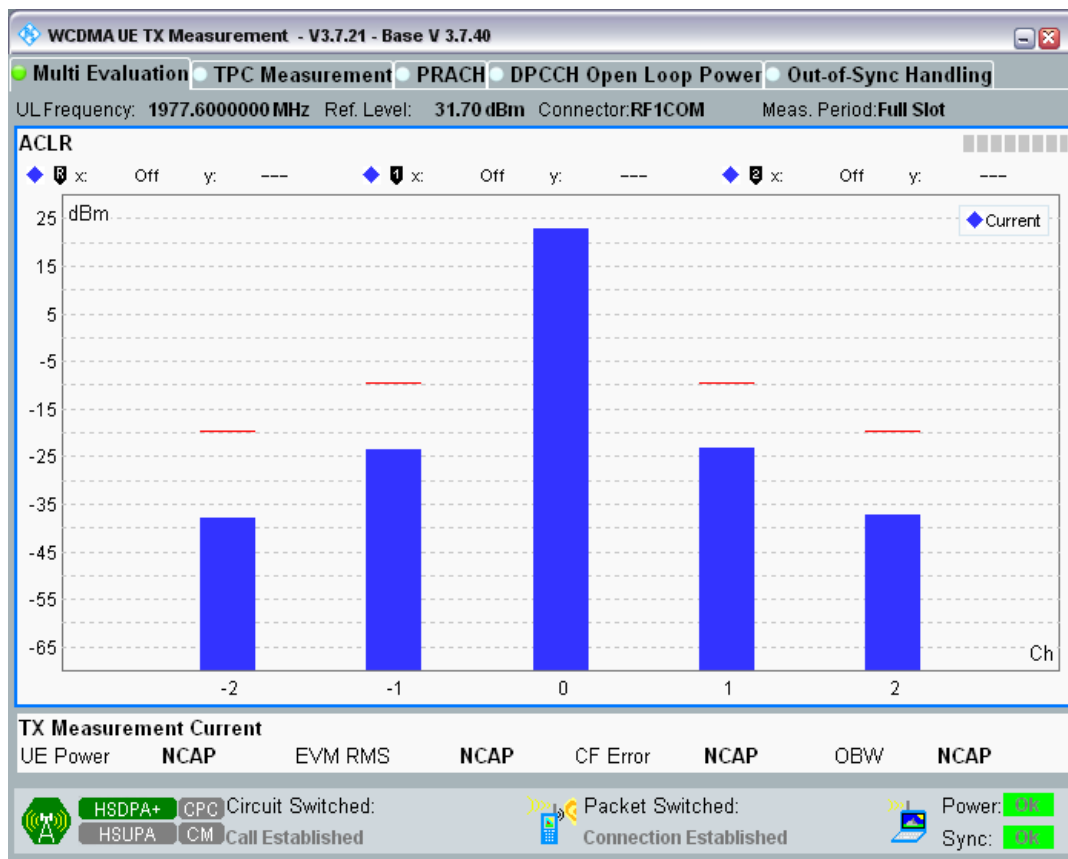 WCDMA UE TX Measurement - V3.7.21 - Base V 3.7.40
Multi Evaluation TPC Measurement PRACH DPCCH Open Loop Power Out-of-Sync Handling
UL Frequency: 1977.6000000 MHz Ref. Level: 31.70 dBm Connector:RF1COM Meas. Period:Full Slot
ACLR
R x: Off y: --- 1 x: Off y: --- 2 x: Off y: ---
dBm
Current
25
15
5
-5
-15
-25
-35
-45
-55
-65
Ch
-2 -1 0 1 2
TX Measurement Current
UE Power NCAP EVM RMS NCAP CF Error NCAP OBW NCAP
HSDPA+ CPC Circuit Switched: Packet Switched: Power: OK
HSUPA CM Call Established Connection Established Sync: OK